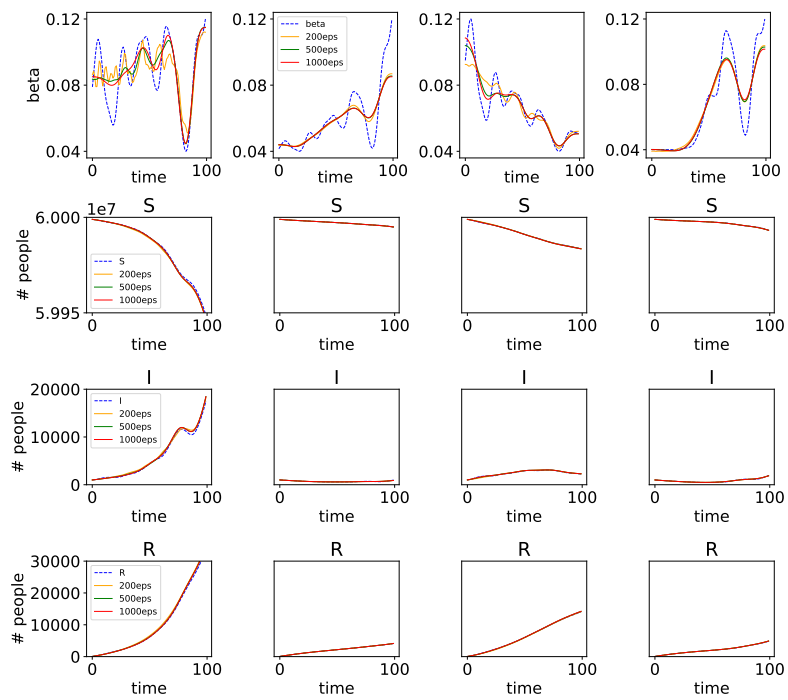 0.12 0.12 0.12 0.12
beta
200eps
500eps
1000eps
beta
0.08 0.08 0.08 0.08
0.04 0.04 0.04 0.04
0 100 0 100 0 100 0 100
time time time time
1e7
S S S S
6.000
# people
S
200eps
500eps
1000eps
5.995
0 100 0 100 0 100 0 100
time time time time
I I I I
20000
# people
I
200eps
500eps
1000eps
10000
0
0 100 0 100 0 100 0 100
time time time time
R R R R
30000
# people
R
200eps
500eps
1000eps
20000
10000
0
0 100 0 100 0 100 0 100
time time time time